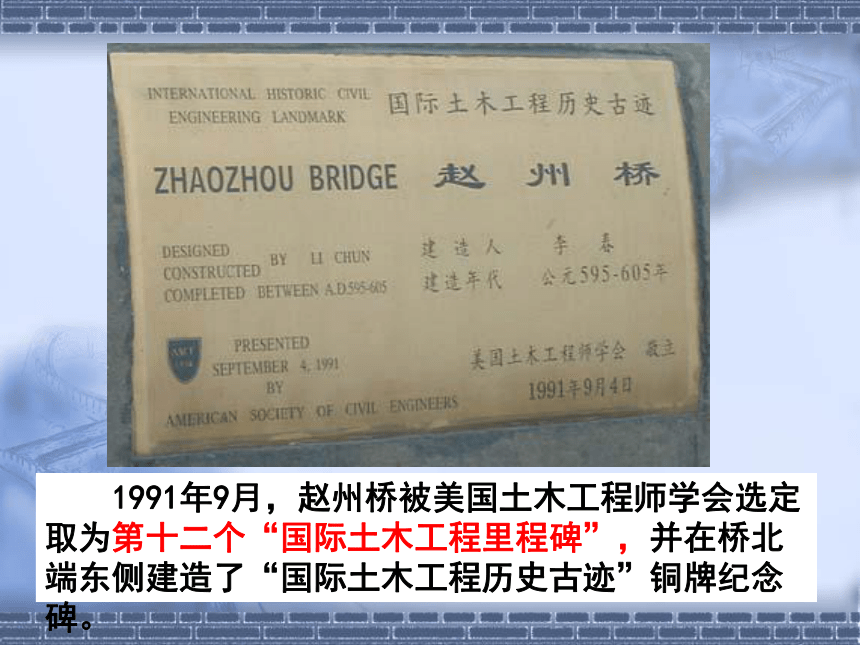 INTERNATIONAL HISTORIC CIVIL
ENGINEERING LANDMARK
国际土木工程历史古迹
ZHAOZHOU BRIDGE
赵州桥
DESIGNED
CONSTRUCTED
BY LI CHUN
COMPLETED BETWEEN A.D.595-605
建造人 李春
建造年代 公元595-605年
ASCE
PRESENTED
SEPTEMBER 4, 1991
BY
AMERICAN SOCIETY OF CIVIL ENGINEERS
美国土木工程师学会 敬立
1991年9月4日
1991年9月，赵州桥被美国土木工程师学会选定
取为第十二个“国际土木工程里程碑”，并在桥北
端东侧建造了“国际土木工程历史古迹”铜牌纪念
碑。